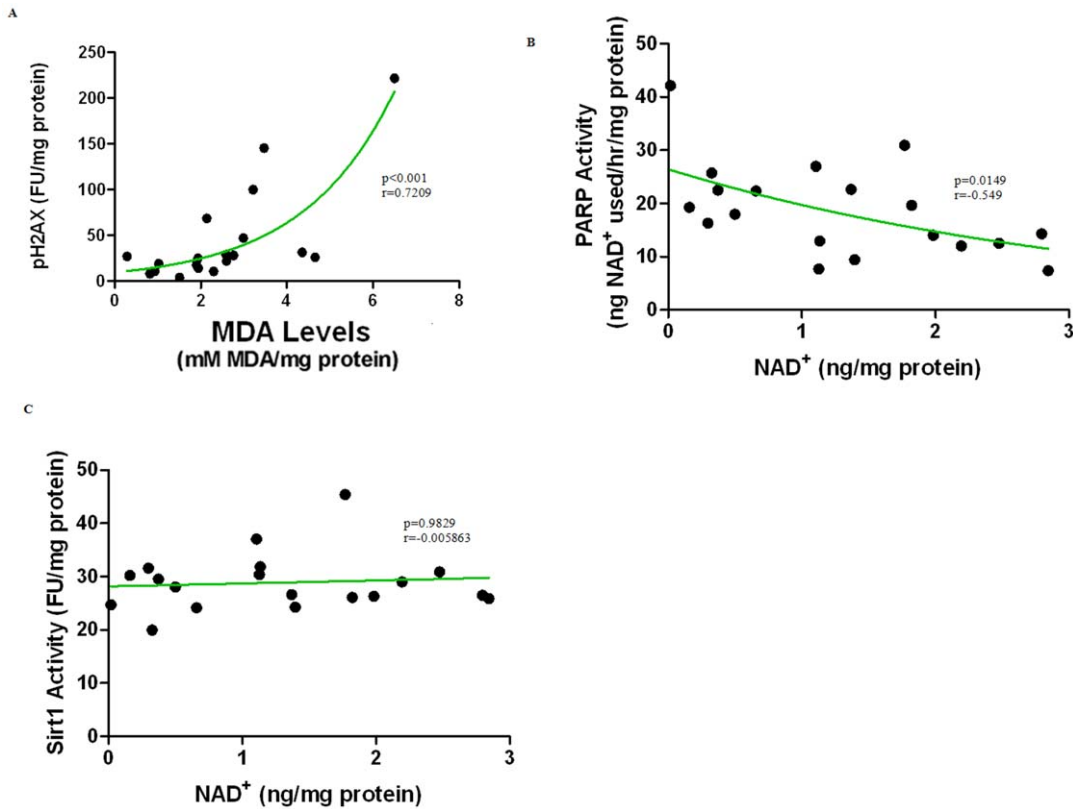 A
pH2AX (FU/mg protein)
250
200
150
100
50
0
0 2 4 6 8
p<0.001
r=0.7209
MDA Levels
(mM MDA/mg protein)
B
PARP Activity
(ng NAD⁺ used/hr/mg protein)
50
40
30
20
10
0
0 1 2 3
p=0.0149
r=-0.549
NAD⁺ (ng/mg protein)
C
Sirt1 Activity (FU/mg protein)
50
40
30
20
10
0
0 1 2 3
p=0.9829
r=-0.005863
NAD⁺ (ng/mg protein)